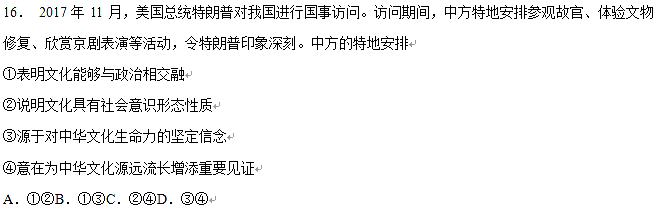 16． 2017 年 11 月，美国总统特朗普对我国进行国事访问。访问期间，中方特地安排参观故宫、体验文物
修复、欣赏京剧表演等活动，令特朗普印象深刻。中方的特地安排
①表明文化能够与政治相交融
②说明文化具有社会意识形态性质
③源于对中华文化生命力的坚定信念
④意在为中华文化源远流长增添重要见证
A．①②B．①③C．②④D．③④